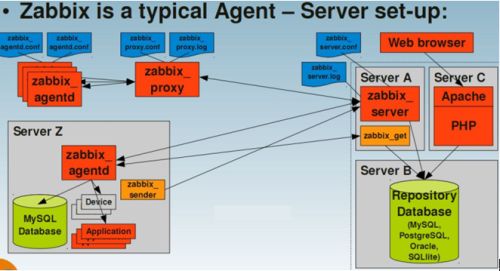 • Zabbix is a typical Agent – Server set-up:
zabbix_
agentd.conf
zabbix_
agentd.conf
zabbix_
proxy.conf
zabbix_
proxy.log
zabbix_
server.conf
Web browser
zabbix_
agentd
zabbix_
proxy
zabbix_
server.log
Server A
zabbix_
server
zabbix_get
Server C
Apache
PHP
Server Z
zabbix_
agentd
zabbix_
sender
MySQL
Database
Device
Application
Server B
Repository
Database
(MySQL,
PostgreSQL,
Oracle,
SQLlite)